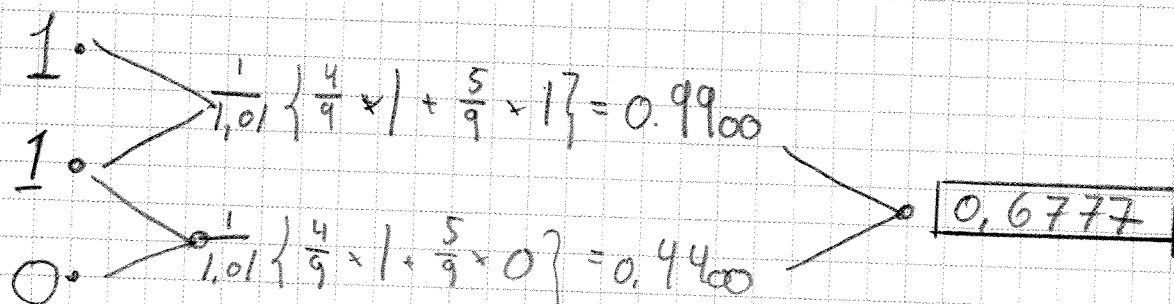 1
1/1,01 { 4/9 × 1 + 5/9 × 1 } = 0.9900
1
0,6777
1/1,01 { 4/9 × 1 + 5/9 × 0 } = 0,4400
0